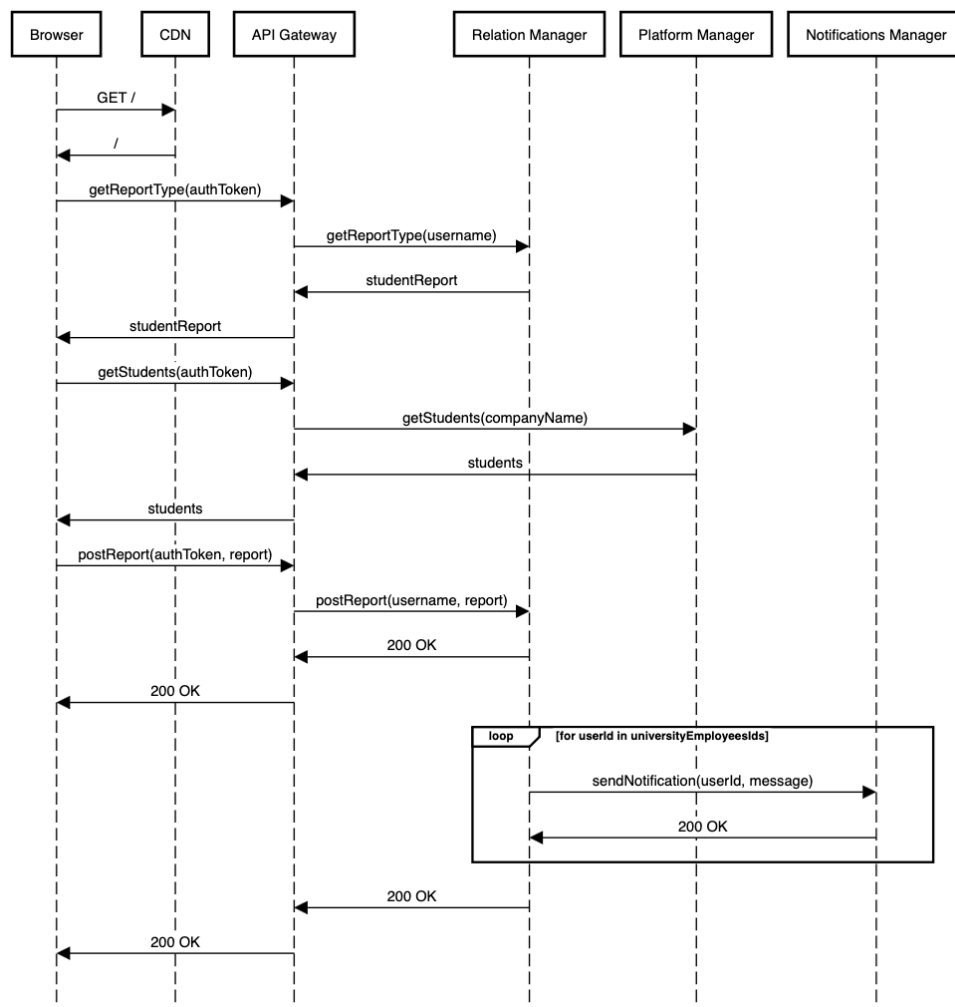 Browser
CDN
API Gateway
Relation Manager
Platform Manager
Notifications Manager
GET /
/
getReportType(authToken)
getReportType(username)
studentReport
studentReport
getStudents(authToken)
getStudents(companyName)
students
students
postReport(authToken, report)
postReport(username, report)
200 OK
200 OK
loop [for userId in universityEmployeesIds]
sendNotification(userId, message)
200 OK
200 OK
200 OK